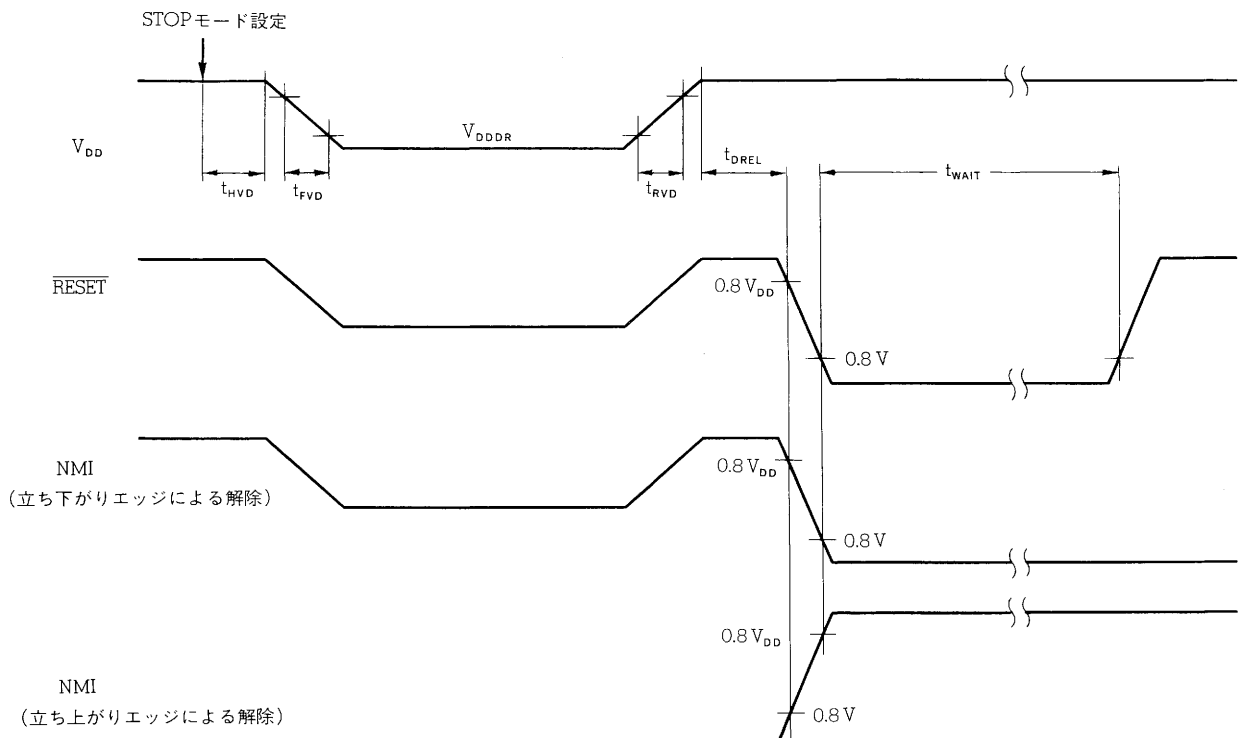 STOPモード設定
V_DD
V_DDDR
t_HVD
t_FVD
t_RVD
t_DREL
t_WAIT
RESET
0.8 V_DD
0.8 V
NMI
(立ち下がりエッジによる解除)
0.8 V_DD
0.8 V
NMI
(立ち上がりエッジによる解除)
0.8 V_DD
0.8 V